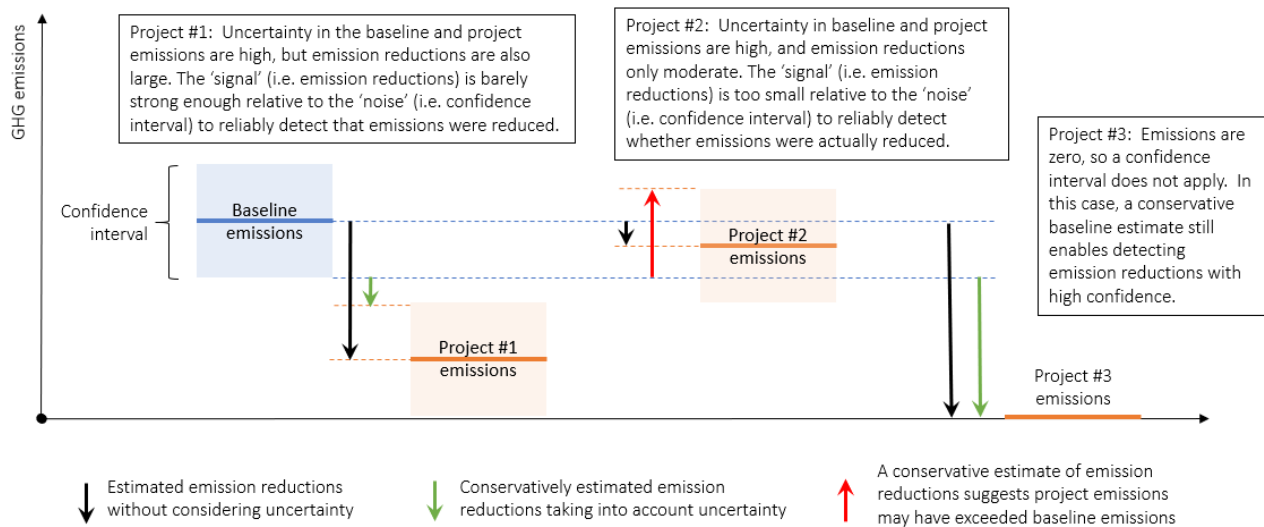 GHG emissions
Project #1:  Uncertainty in the baseline and project
emissions are high, but emission reductions are also
large. The ‘signal’ (i.e. emission reductions) is barely
strong enough relative to the ‘noise’ (i.e. confidence
interval) to reliably detect that emissions were reduced.
Project #2:  Uncertainty in baseline and project
emissions are high, and emission reductions
only moderate. The ‘signal’ (i.e. emission
reductions) is too small relative to the ‘noise’
(i.e. confidence interval) to reliably detect
whether emissions were actually reduced.
Project #3:  Emissions are
zero, so a confidence
interval does not apply.  In
this case, a conservative
baseline estimate still
enables detecting
emission reductions with
high confidence.
Confidence
interval
Baseline
emissions
Project #2
emissions
Project #1
emissions
Project #3
emissions
Estimated emission reductions
without considering uncertainty
Conservatively estimated emission
reductions taking into account uncertainty
A conservative estimate of emission
reductions suggests project emissions
may have exceeded baseline emissions